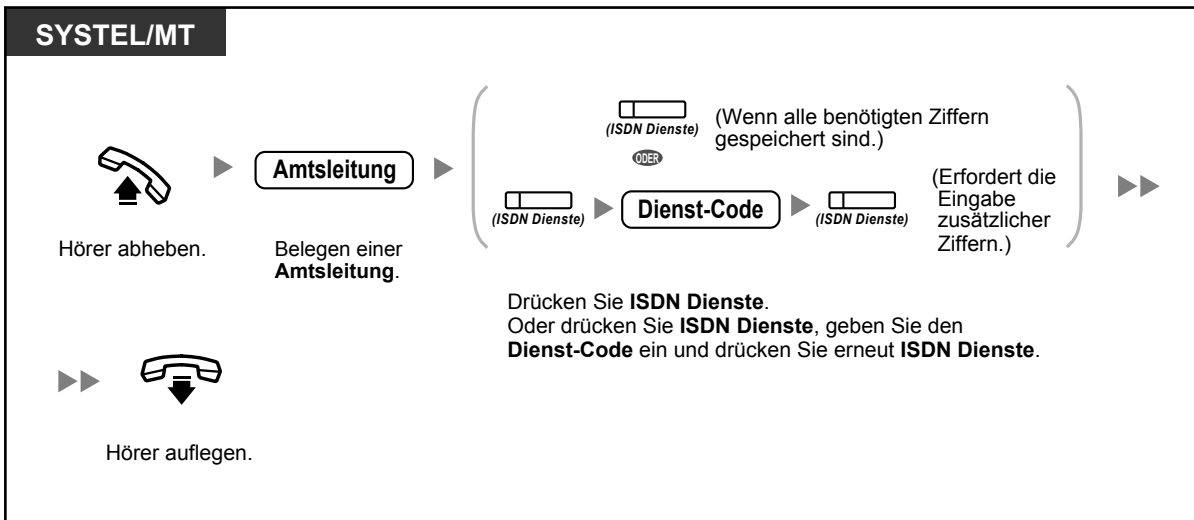 SYSTEL/MT
(ISDN Dienste)
(Wenn alle benötigten Ziffern
gespeichert sind.)
ODER
Amtsleitung
(ISDN Dienste)
Dienst-Code
(ISDN Dienste)
(Erfordert die
Eingabe
zusätzlicher
Ziffern.)
Hörer abheben.
Belegen einer
Amtsleitung.
Drücken Sie ISDN Dienste.
Oder drücken Sie ISDN Dienste, geben Sie den
Dienst-Code ein und drücken Sie erneut ISDN Dienste.
Hörer auflegen.